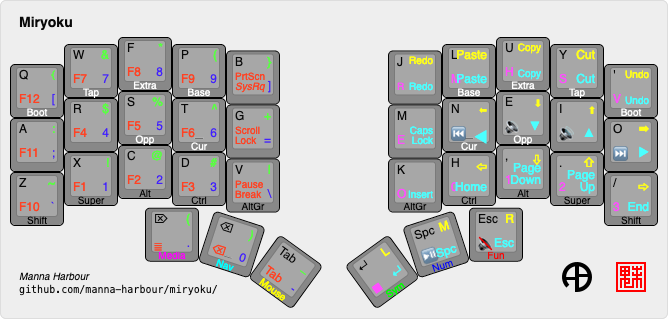 Miryoku
Q {
F12 [
Boot
W &
F7 7
Tap
F *
F8 8
Extra
P (
F9 9
Base
B }
PrtScn
SysRq ]
J Redo
Redo
L Paste
Paste
Base
U Copy
H Copy
Extra
Y Cut
S Cut
Tap
' Undo
Undo
Boot
A :
F11 ;
R $
F4 4
S %
F5 5
Opp
T ^
F6 6
Cur
G +
Scroll
Lock =
M
E Caps
Lock
N
Cur
E
Opp
I
O
Z ~
F10 `
Shift
X !
F1 1
Super
C @
F2 2
Alt
D #
F3 3
Ctrl
V |
Pause
Break \
AltGr
K
Insert
AltGr
H
Home
Ctrl
,
Page
Down
Alt
.
Page
Up
Super
/
3 End
Shift
Media
)
0
Nav
Tab
Tab
Mouse
L
Spc M
Spc
Num
Esc R
Esc
Fun
Manna Harbour
github.com/manna-harbour/miryoku/